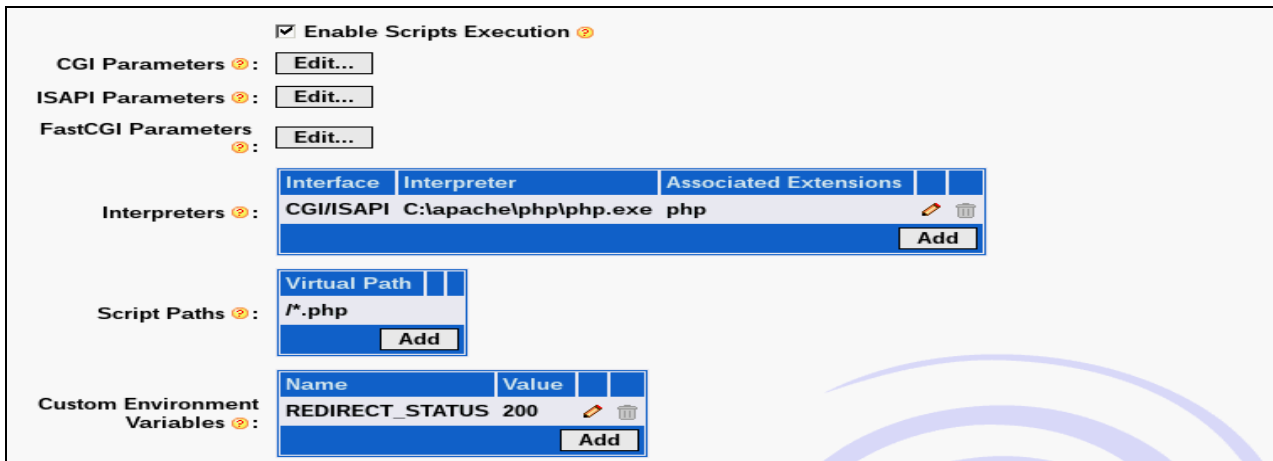 Enable Scripts Execution ?
CGI Parameters ?: Edit...
ISAPI Parameters ?: Edit...
FastCGI Parameters
?: Edit...
Interface Interpreter Associated Extensions
Interpreters ?: CGI/ISAPI C:\apache\php\php.exe php
Add
Virtual Path
Script Paths ?: /*.php
Add
Name Value
Custom Environment
Variables ?: REDIRECT_STATUS 200
Add